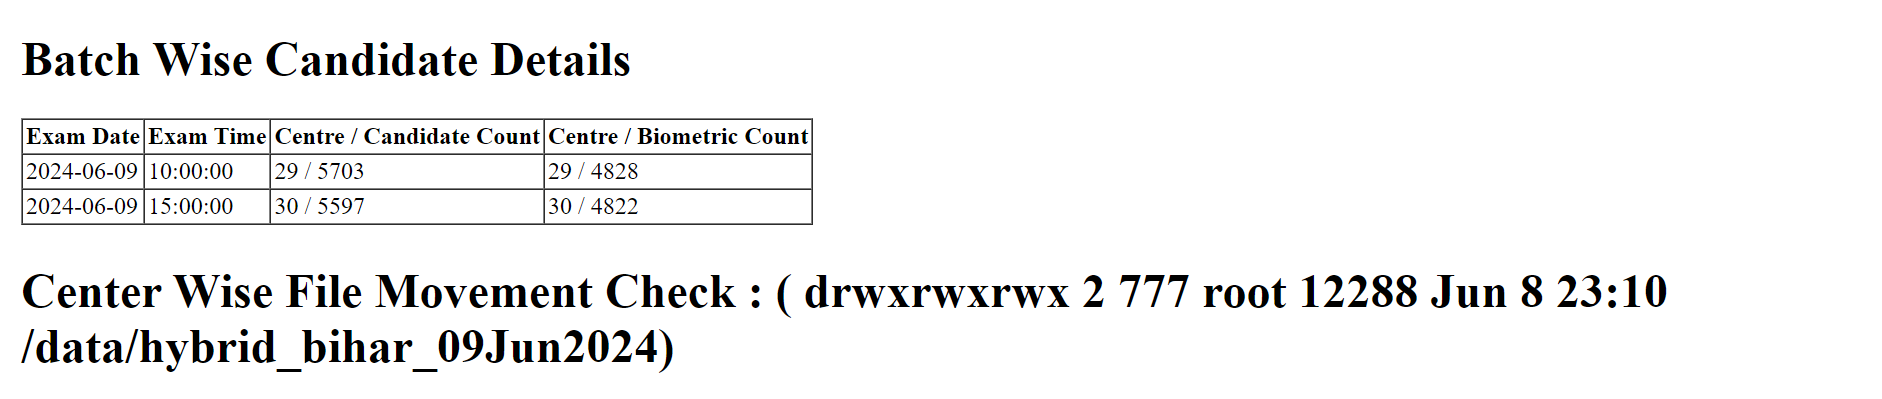 Batch Wise Candidate Details
Exam Date Exam Time Centre / Candidate Count Centre / Biometric Count
2024-06-09 10:00:00 29 / 5703 29 / 4828
2024-06-09 15:00:00 30 / 5597 30 / 4822
Center Wise File Movement Check : ( drwxrwxrwx 2 777 root 12288 Jun 8 23:10
/data/hybrid_bihar_09Jun2024)